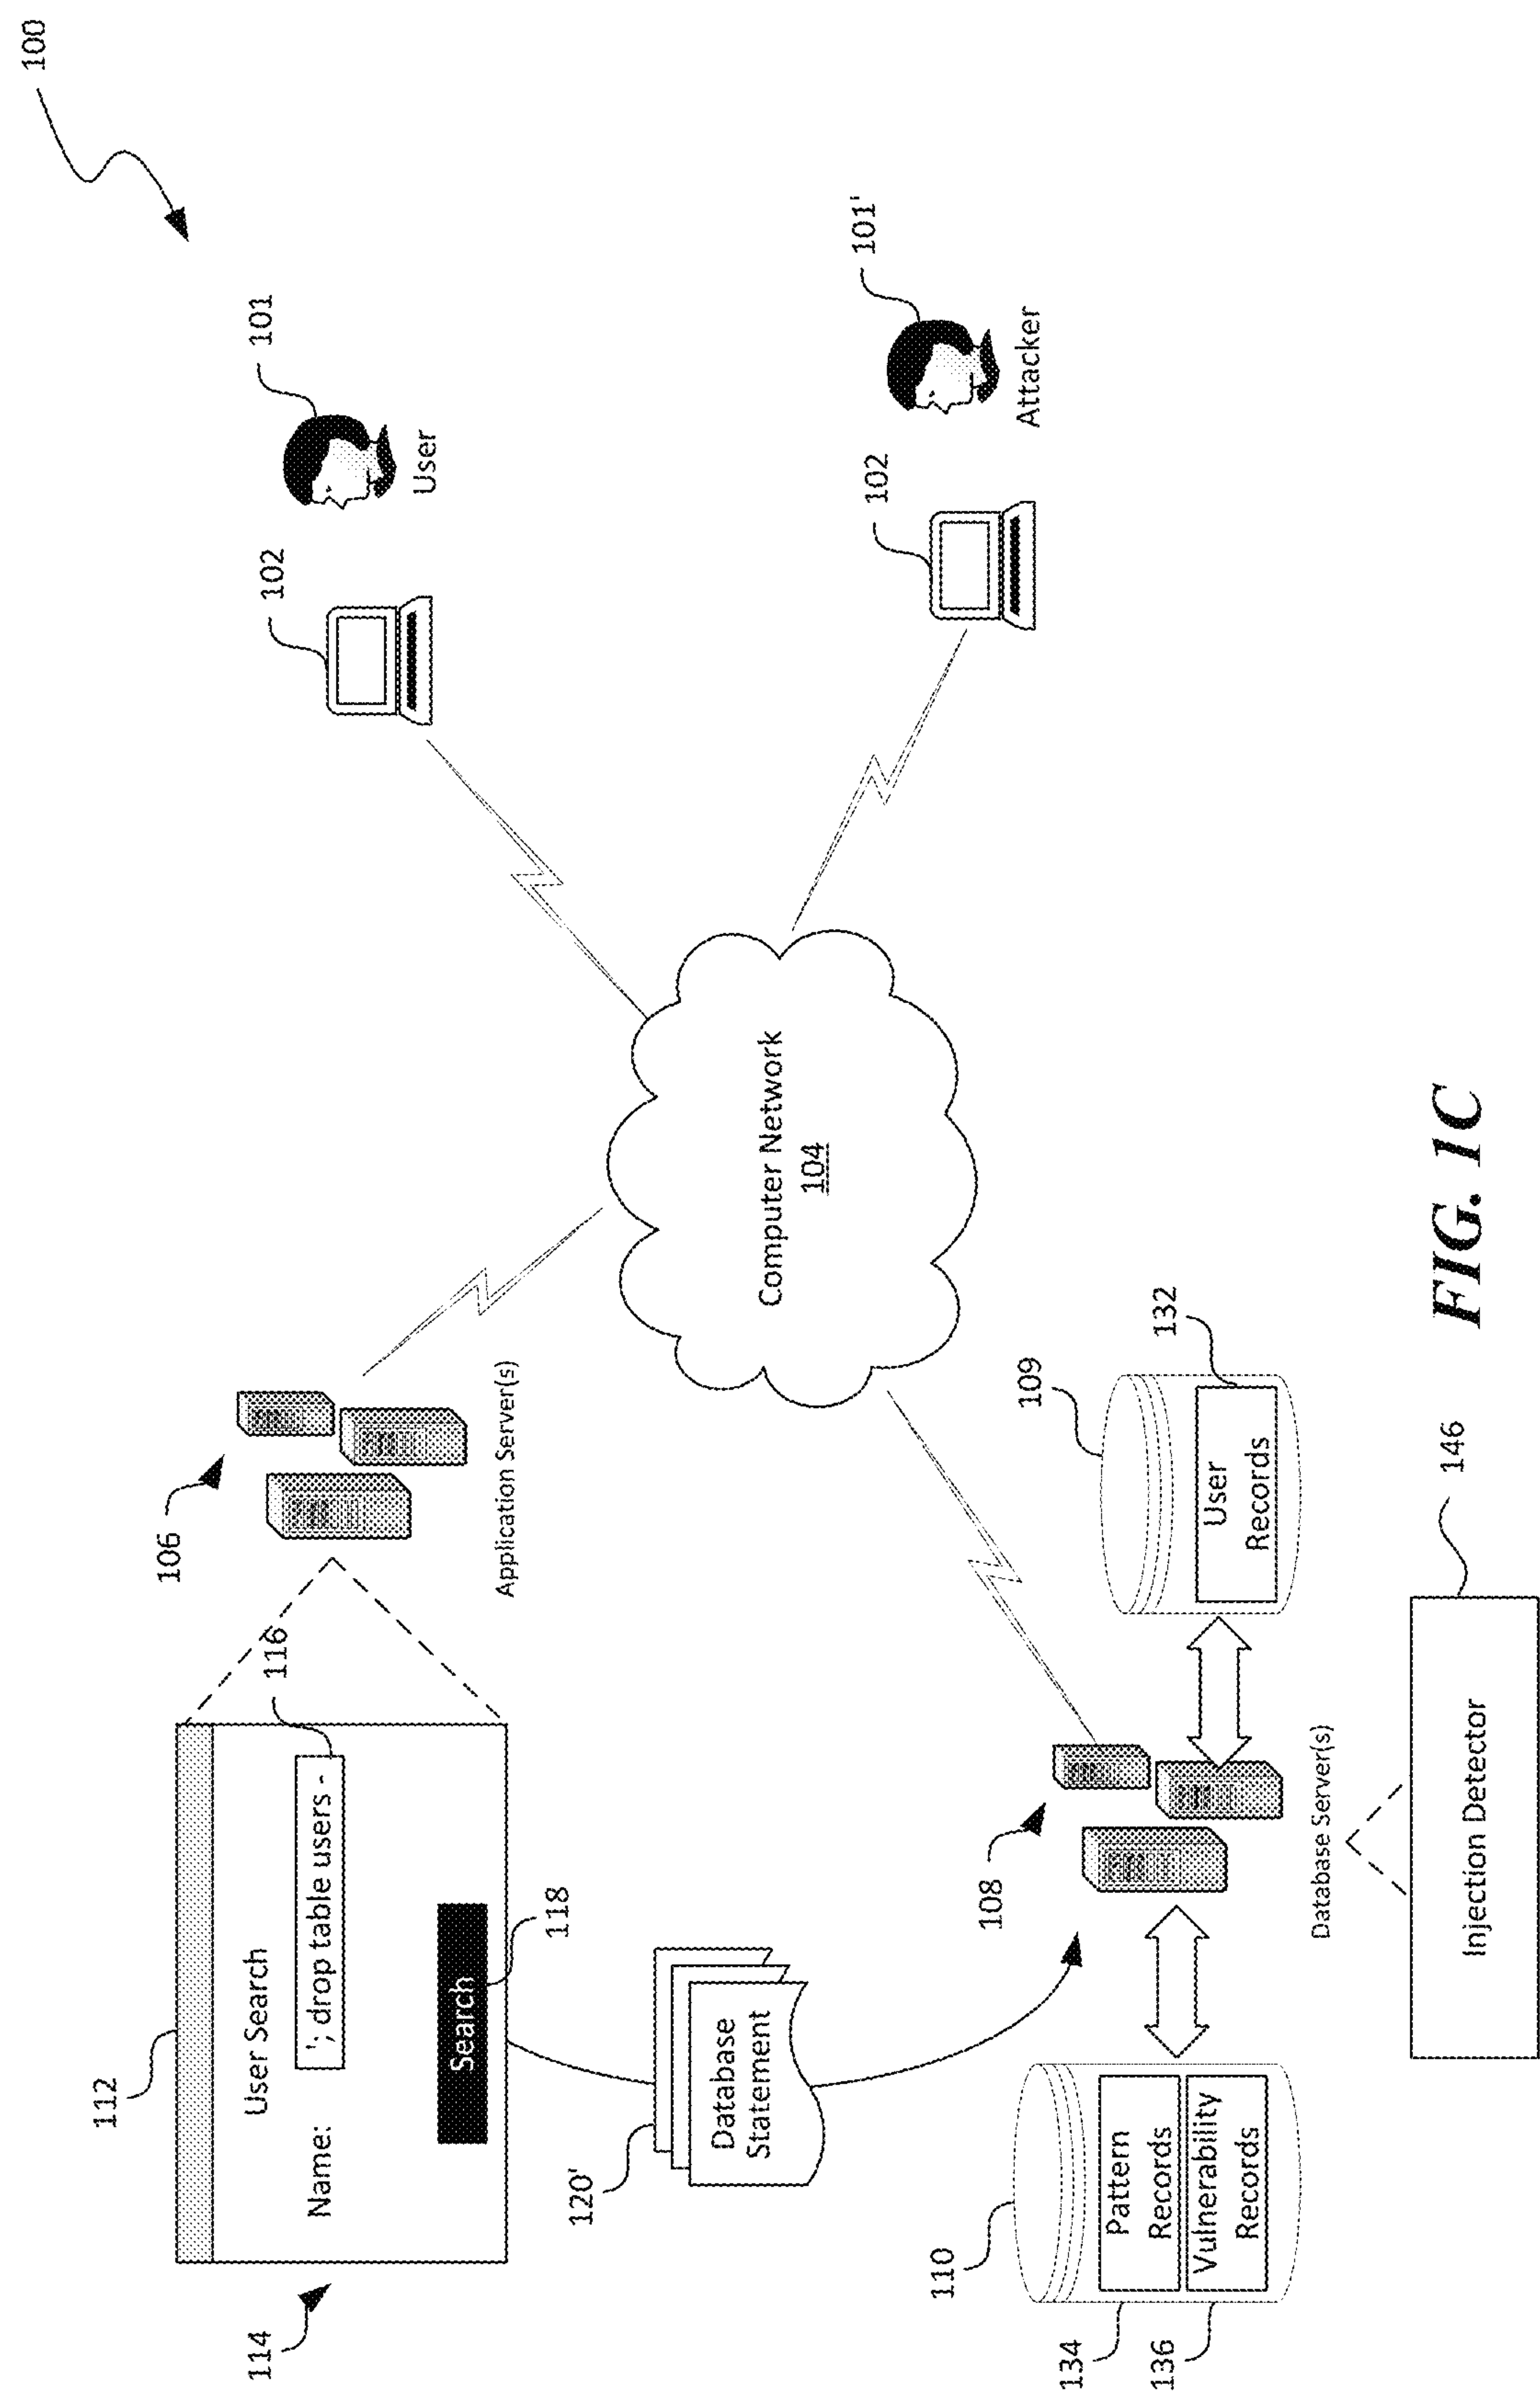 100
112
114
User Search
Name:
'; drop table users -
116
Search
118
106
Application Server(s)
102
101
User
120'
Database
Statement
Computer Network
104
102
101'
Attacker
110
134
Pattern
Records
136
Vulnerability
Records
108
Database Server(s)
109
132
User
Records
Injection Detector
146
FIG. 1C